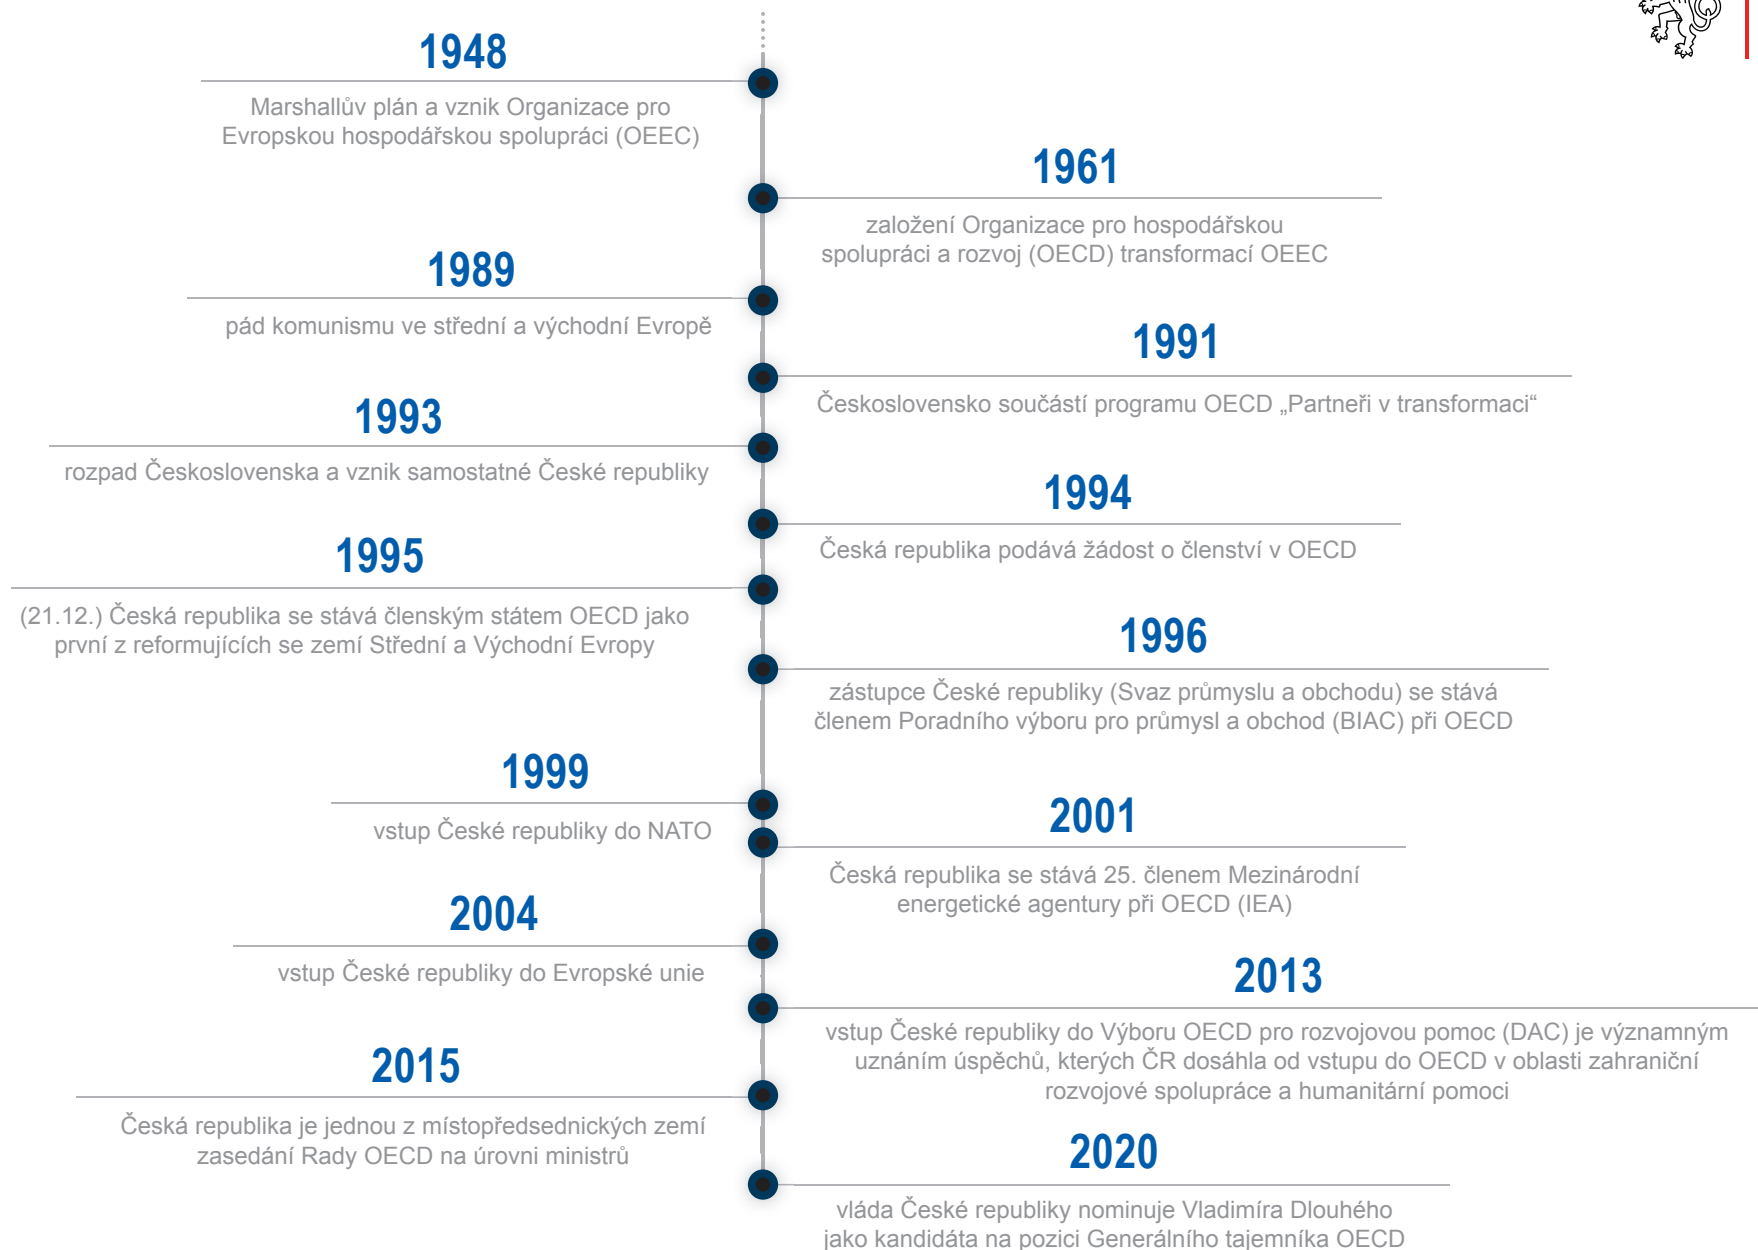 1948
Marshallův plán a vznik Organizace pro
Evropskou hospodářskou spolupráci (OEEC)
1961
založení Organizace pro hospodářskou
spolupráci a rozvoj (OECD) transformací OEEC
1989
pád komunismu ve střední a východní Evropě
1991
Československo součástí programu OECD „Partneři v transformaci“
1993
rozpad Československa a vznik samostatné České republiky
1994
Česká republika podává žádost o členství v OECD
1995
(21.12.) Česká republika se stává členským státem OECD jako
první z reformujících se zemí Střední a Východní Evropy
1996
zástupce České republiky (Svaz průmyslu a obchodu) se stává
členem Poradního výboru pro průmysl a obchod (BIAC) při OECD
1999
vstup České republiky do NATO
2001
Česká republika se stává 25. členem Mezinárodní
energetické agentury při OECD (IEA)
2004
vstup České republiky do Evropské unie
2013
vstup České republiky do Výboru OECD pro rozvojovou pomoc (DAC) je významným
uznáním úspěchů, kterých ČR dosáhla od vstupu do OECD v oblasti zahraniční
rozvojové spolupráce a humanitární pomoci
2015
Česká republika je jednou z místopředsednických zemí
zasedání Rady OECD na úrovni ministrů
2020
vláda České republiky nominuje Vladimíra Dlouhého
jako kandidáta na pozici Generálního tajemníka OECD